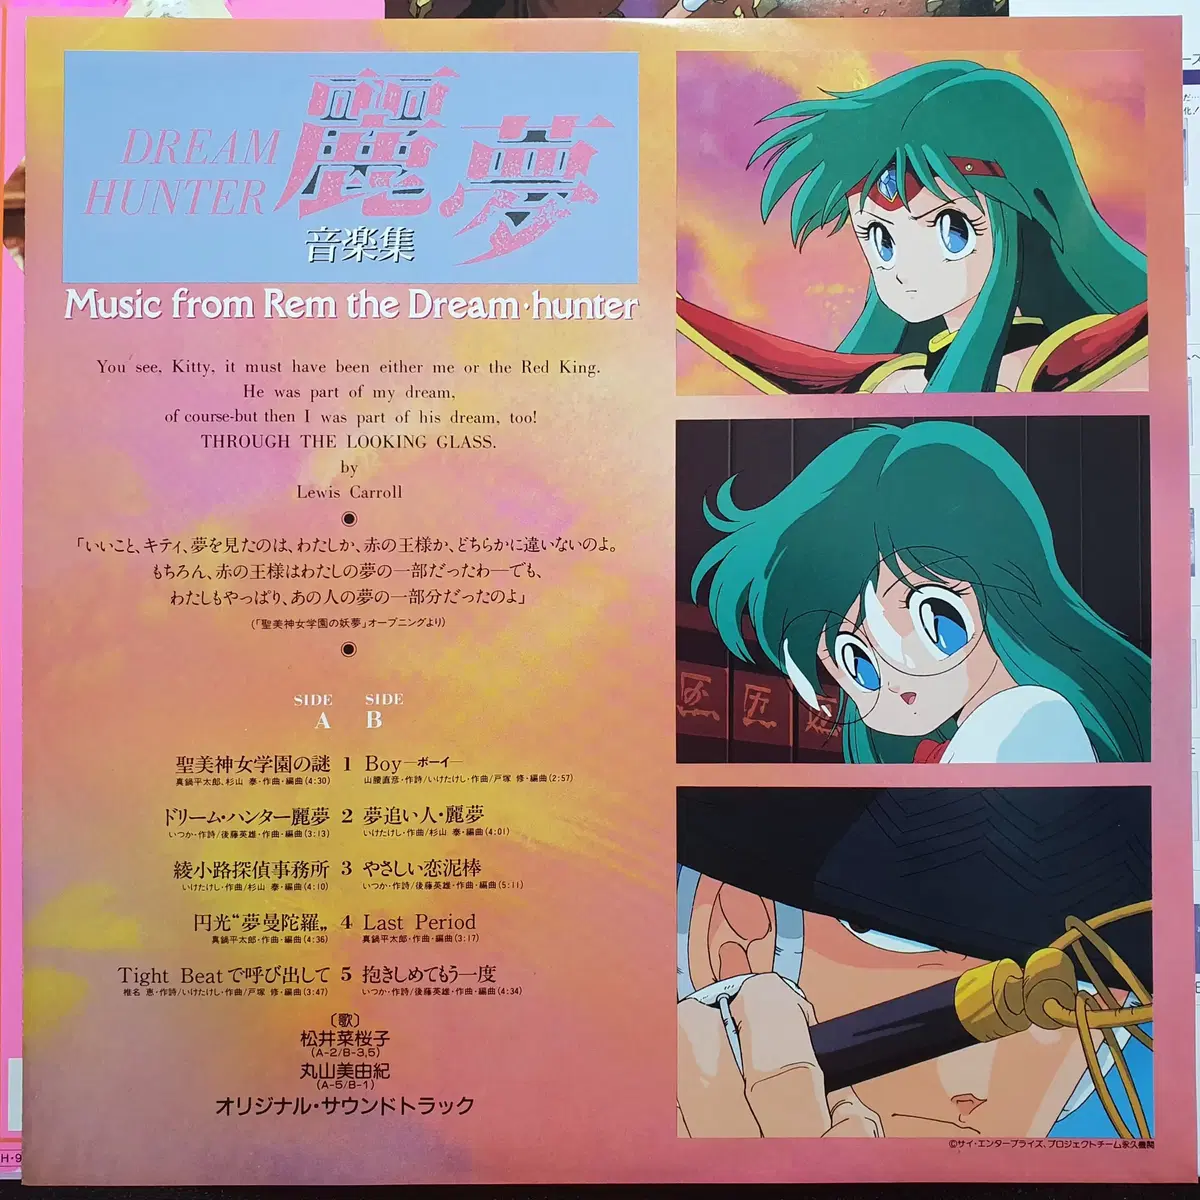 DREAM
HUNTER
麗夢
音楽集
Music from Rem the Dream·hunter
You see, Kitty, it must have been either me or the Red King.
He was part of my dream,
of course-but then I was part of his dream, too!
THROUGH THE LOOKING GLASS.
by
Lewis Carroll
「いいこと、キティ、夢を見たのは、わたしか、赤の王様か、どちらかに違いないのよ。
もちろん、赤の王様はわたしの夢の一部だったわ―でも、
わたしもやっぱり、あの人の夢の一部分だったのよ」
(「聖美神女学園の妖夢」オープニングより)
SIDE A
SIDE B
聖美神女学園の謎 1 Boy―ボーイ―
真鍋平太郎、杉山 泰・作曲・編曲(4:30) 山腰直彦・作詩/いけたけし・作曲/戸塚 修・編曲(2:57)
ドリーム・ハンター麗夢 2 夢追い人・麗夢
いつか・作詩/後藤英雄・作曲・編曲(3:13) いけたけし・作曲/杉山 泰・編曲(4:01)
綾小路探偵事務所 3 やさしい恋泥棒
いけたけし・作曲/杉山 泰・編曲(4:10) いつか・作詩/後藤英雄・作曲・編曲(5:11)
円光“夢曼陀羅„ 4 Last Period
真鍋平太郎・作曲・編曲(4:36) 真鍋平太郎・作曲・編曲(3:17)
Tight Beatで呼び出して 5 抱きしめてもう一度
椎名 恵・作詩/いけたけし・作曲/戸塚 修・編曲(3:47) いつか・作詩/後藤英雄・作曲・編曲(4:34)
〔歌〕
松井菜桜子
(A-2/B-3,5)
丸山美由紀
(A-5/B-1)
オリジナル・サウンドトラック
©サイ・エンタープライズ、プロジェクトチーム永久機関